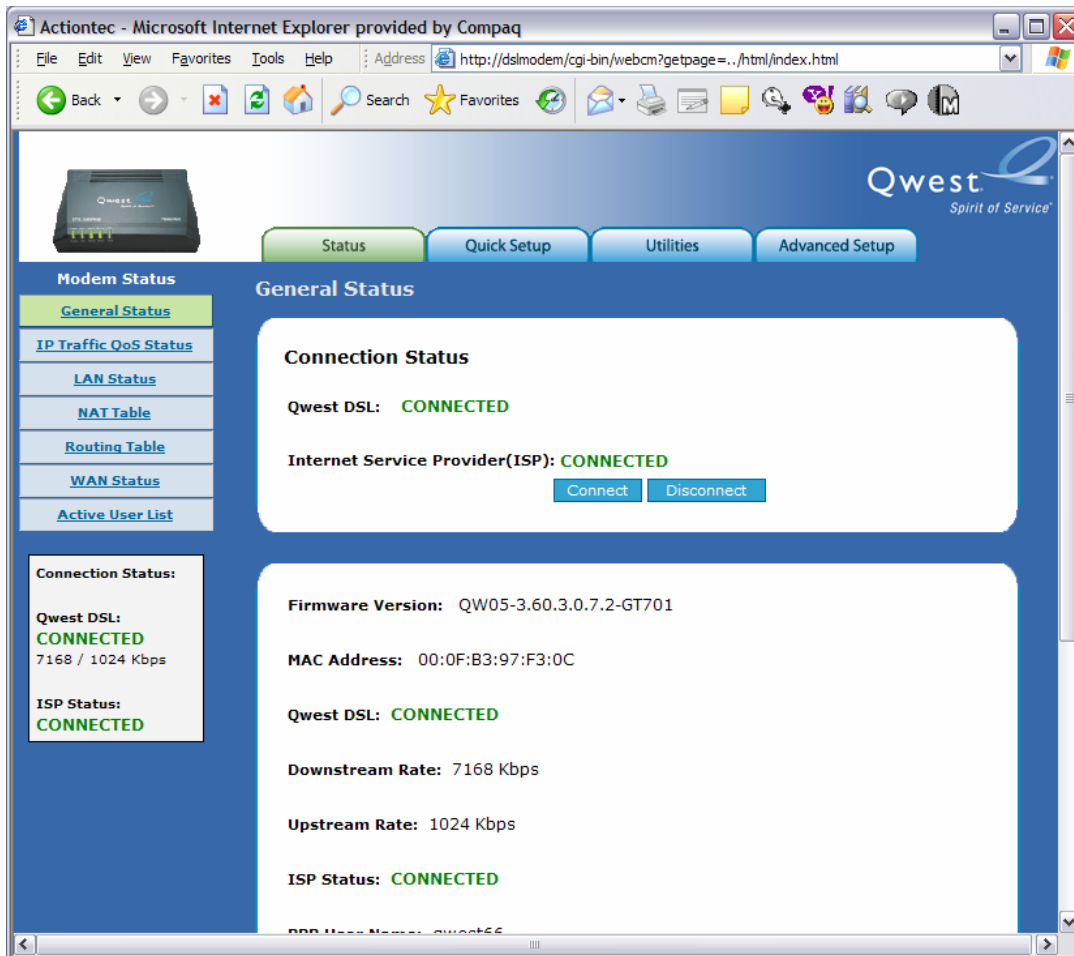 Actiontec - Microsoft Internet Explorer provided by Compaq
File Edit View Favorites Tools Help Address http://dslmodem/cgi-bin/webcm?getpage=../html/index.html
Back Search Favorites
Qwest
Qwest
Spirit of Service
Status Quick Setup Utilities Advanced Setup
Modem Status
General Status
IP Traffic QoS Status
LAN Status
NAT Table
Routing Table
WAN Status
Active User List
Connection Status:
Qwest DSL:
CONNECTED
7168 / 1024 Kbps
ISP Status:
CONNECTED
General Status
Connection Status
Qwest DSL: CONNECTED
Internet Service Provider(ISP): CONNECTED
Connect Disconnect
Firmware Version: QW05-3.60.3.0.7.2-GT701
MAC Address: 00:0F:B3:97:F3:0C
Qwest DSL: CONNECTED
Downstream Rate: 7168 Kbps
Upstream Rate: 1024 Kbps
ISP Status: CONNECTED
PPP User Name: qwest66